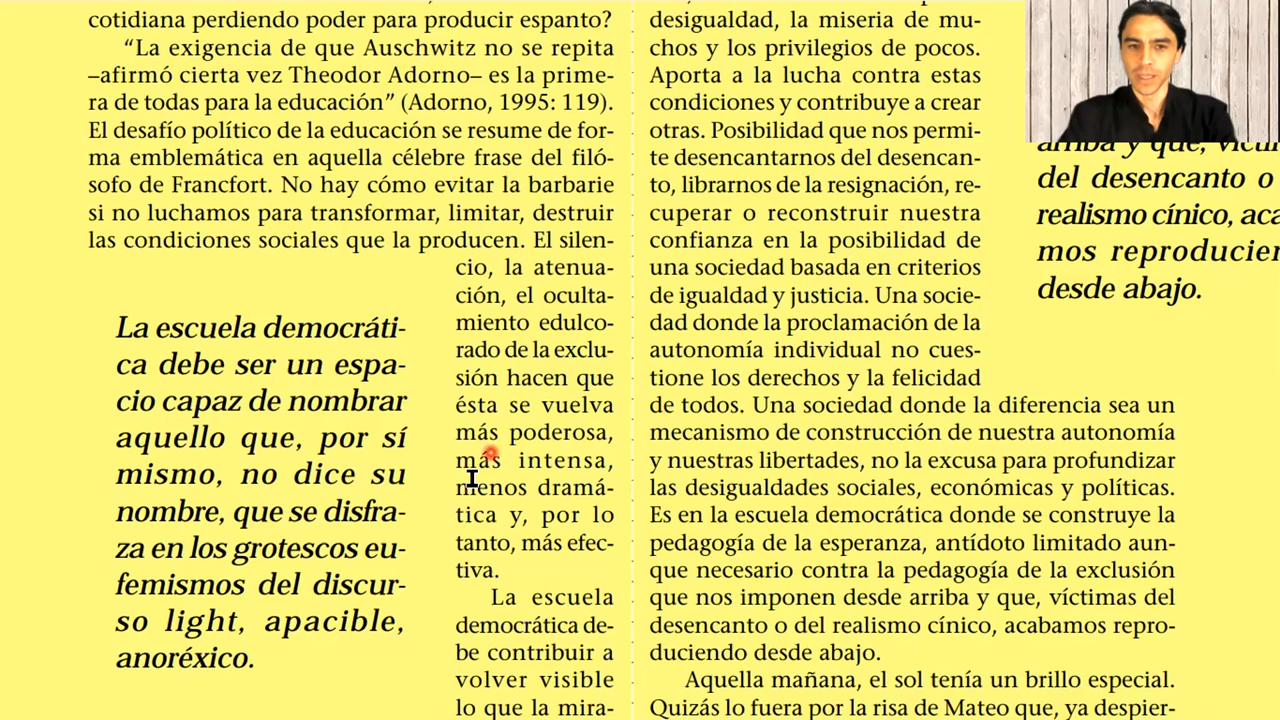 cotidiana perdiendo poder para producir espanto?
“La exigencia de que Auschwitz no se repita
–afirmó cierta vez Theodor Adorno– es la prime-
ra de todas para la educación” (Adorno, 1995: 119).
El desafío político de la educación se resume de for-
ma emblemática en aquella célebre frase del filó-
sofo de Francfort. No hay cómo evitar la barbarie
si no luchamos para transformar, limitar, destruir
las condiciones sociales que la producen. El silen-
cio, la atenua-
ción, el oculta-
miento edulco-
rado de la exclu-
sión hacen que
ésta se vuelva
más poderosa,
más intensa,
menos dramá-
tica y, por lo
tanto, más efec-
tiva.
La escuela
democrática de-
be contribuir a
volver visible
lo que la mira-
La escuela democráti-
ca debe ser un espa-
cio capaz de nombrar
aquello que, por sí
mismo, no dice su
nombre, que se disfra-
za en los grotescos eu-
femismos del discur-
so light, apacible,
anoréxico.
desigualdad, la miseria de mu-
chos y los privilegios de pocos.
Aporta a la lucha contra estas
condiciones y contribuye a crear
otras. Posibilidad que nos permi-
te desencantarnos del desencan-
to, librarnos de la resignación, re-
cuperar o reconstruir nuestra
confianza en la posibilidad de
una sociedad basada en criterios
de igualdad y justicia. Una socie-
dad donde la proclamación de la
autonomía individual no cues-
tione los derechos y la felicidad
de todos. Una sociedad donde la diferencia sea un
mecanismo de construcción de nuestra autonomía
y nuestras libertades, no la excusa para profundizar
las desigualdades sociales, económicas y políticas.
Es en la escuela democrática donde se construye la
pedagogía de la esperanza, antídoto limitado aun-
que necesario contra la pedagogía de la exclusión
que nos imponen desde arriba y que, víctimas del
desencanto o del realismo cínico, acabamos repro-
duciendo desde abajo.
Aquella mañana, el sol tenía un brillo especial.
Quizás lo fuera por la risa de Mateo que, ya despier-
arriba y que,
del desencanto o
realismo cínico, aca
mos reproducien
desde abajo.